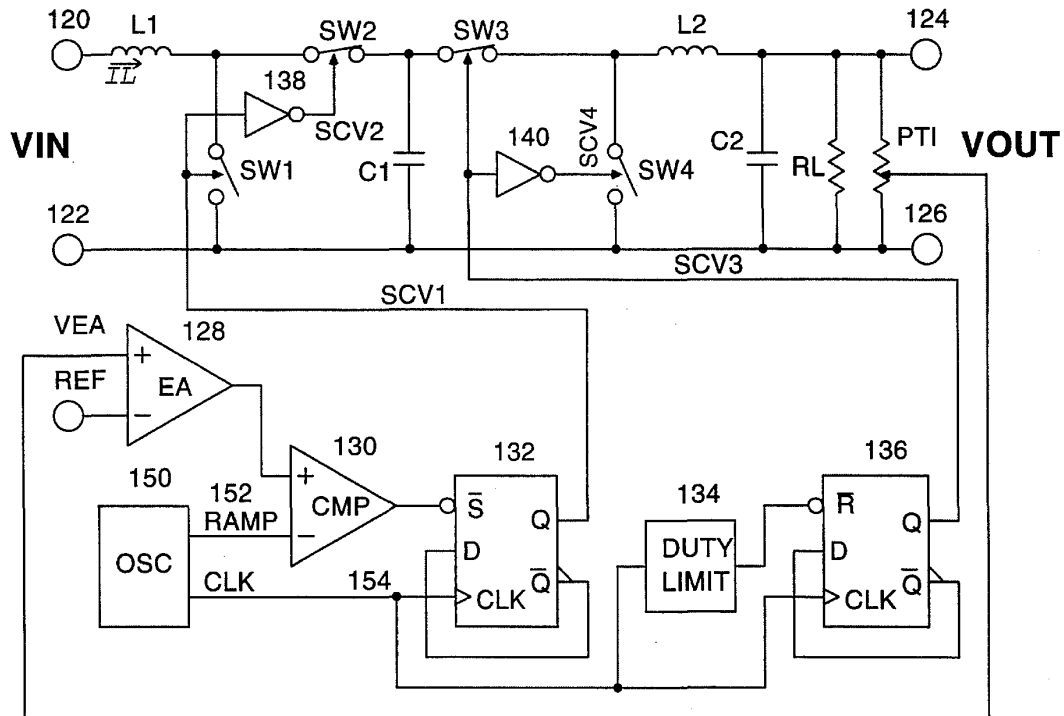 120
L1
SW2
SW3
L2
124
IL
138
SCV2
SCV4
140
VIN
SW1
C1
SW4
C2
RL
PTI
VOUT
122
126
SCV3
SCV1
VEA
128
+
EA
REF
−
150
152
RAMP
130
+
CMP
−
132
S̅
Q
D
Q̅
CLK
134
DUTY
LIMIT
136
R̅
Q
D
Q̅
CLK
OSC
CLK
154